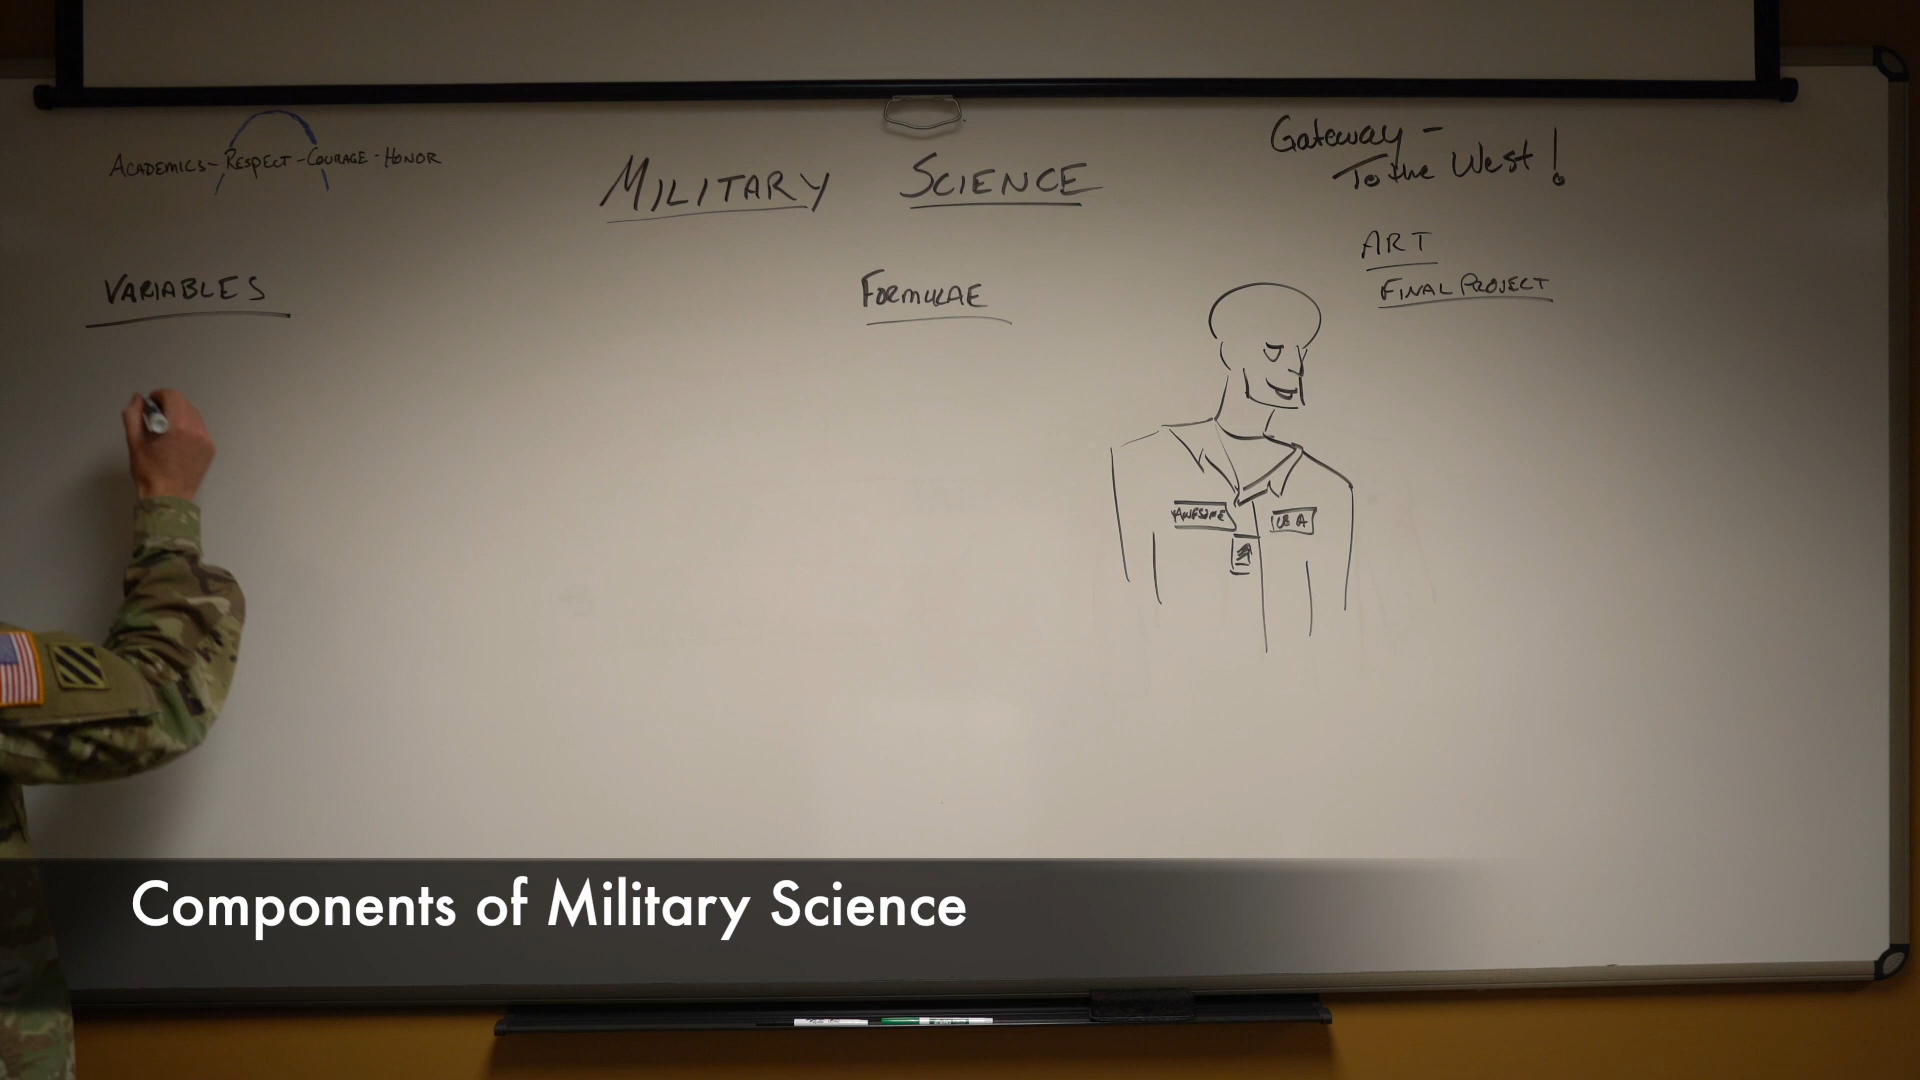 ACADEMICS - RESPECT - COURAGE - HONOR
MILITARY SCIENCE
Gateway -
To the West!
ART
FINAL PROJECT
VARIABLES
FORMULAE
AWESOME
Components of Military Science